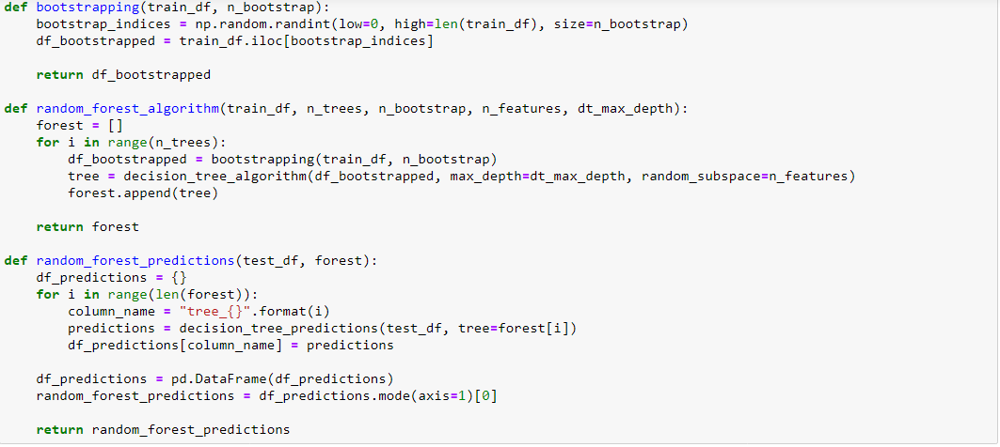 def bootstrapping(train_df, n_bootstrap):
    bootstrap_indices = np.random.randint(low=0, high=len(train_df), size=n_bootstrap)
    df_bootstrapped = train_df.iloc[bootstrap_indices]

    return df_bootstrapped

def random_forest_algorithm(train_df, n_trees, n_bootstrap, n_features, dt_max_depth):
    forest = []
    for i in range(n_trees):
        df_bootstrapped = bootstrapping(train_df, n_bootstrap)
        tree = decision_tree_algorithm(df_bootstrapped, max_depth=dt_max_depth, random_subspace=n_features)
        forest.append(tree)

    return forest

def random_forest_predictions(test_df, forest):
    df_predictions = {}
    for i in range(len(forest)):
        column_name = "tree_{}".format(i)
        predictions = decision_tree_predictions(test_df, tree=forest[i])
        df_predictions[column_name] = predictions

    df_predictions = pd.DataFrame(df_predictions)
    random_forest_predictions = df_predictions.mode(axis=1)[0]

    return random_forest_predictions